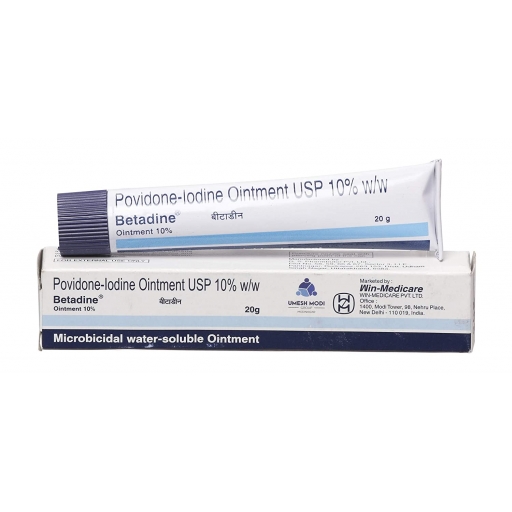 Povidone-Iodine Ointment USP 10% w/w
Betadine® बीटाडीन
Ointment 10% 20 g
Povidone-Iodine Ointment USP 10% w/w
Betadine® बीटाडीन
Ointment 10% 20g
UMESH MODI
Marketed by :
Win-Medicare
WIN-MEDICARE PVT. LTD.
Office :
1400, Modi Tower, 98, Nehru Place,
New Delhi - 110 019, India.
Microbicidal water-soluble Ointment